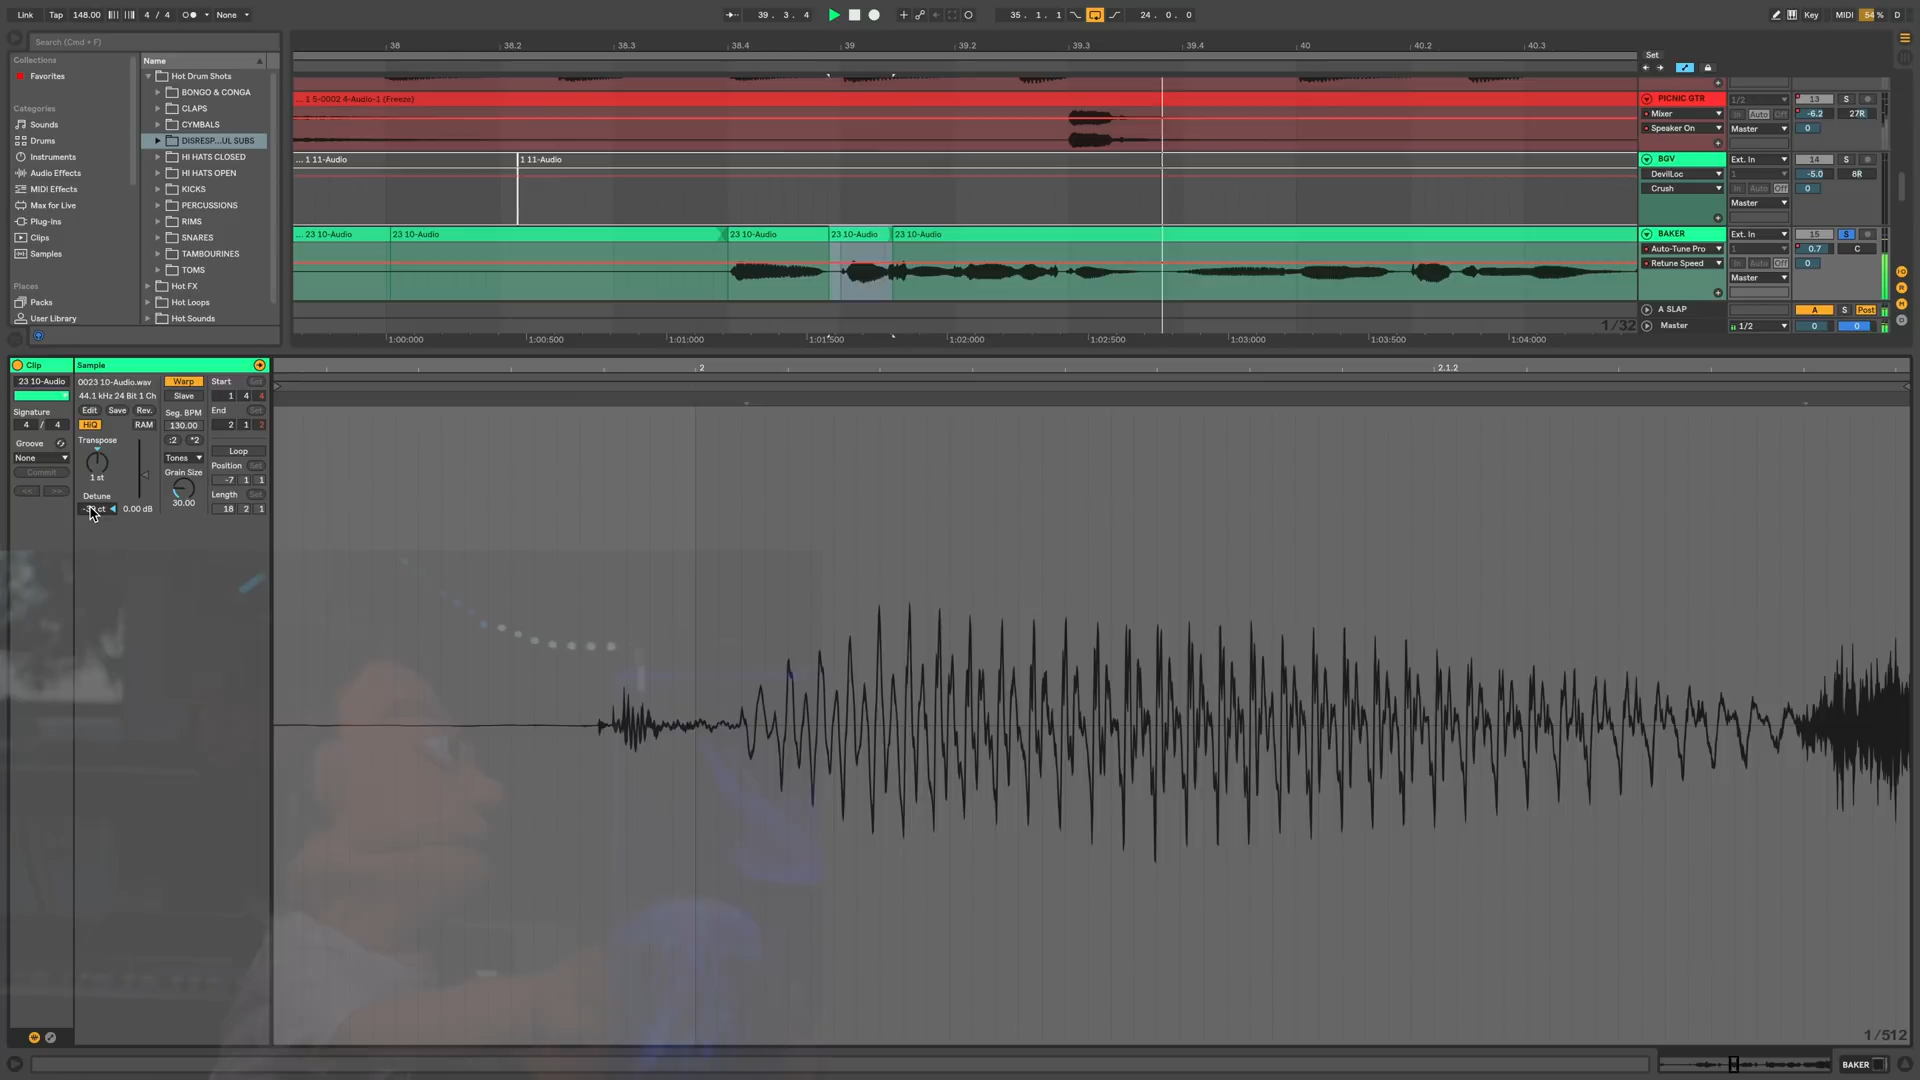 Link Tap 148.00 4 / 4 None 39. 3. 4 35. 1. 1 24. 0. 0 Key MIDI 54 % D
Search (Cmd + F)
Collections
Favorites
Categories
Sounds
Drums
Instruments
Audio Effects
MIDI Effects
Max for Live
Plug-ins
Clips
Samples
Places
Packs
User Library
Name
Hot Drum Shots
BONGO & CONGA
CLAPS
CYMBALS
DISRESP...UL SUBS
HI HATS CLOSED
HI HATS OPEN
KICKS
PERCUSSIONS
RIMS
SNARES
TAMBOURINES
TOMS
Hot FX
Hot Loops
Hot Sounds
38 38.2 38.3 38.4 39 39.2 39.3 39.4 40 40.2 40.3
Set
... 1 5-0002 4-Audio-1 (Freeze)
PICNIC GTR 1/2 13 S
Mixer In Auto Off -6.2 27R
Speaker On Master 0
... 1 11-Audio 1 11-Audio
BGV Ext. In 14 S
DevilLoc 1 -5.0 8R
Crush In Auto Off 0
Master
... 23 10-Audio 23 10-Audio 23 10-Audio 23 10-Audio 23 10-Audio
BAKER Ext. In 15 S
Auto-Tune Pro 1 0.7 C
Retune Speed In Auto Off 0
Master
A SLAP A S Post
1/32 Master 1/2 0 0
1:00:000 1:00:500 1:01:000 1:01:500 1:02:000 1:02:500 1:03:000 1:03:500 1:04:000
Clip Sample
23 10-Audio 0023 10-Audio.wav Warp Start Set
44.1 kHz 24 Bit 1 Ch Slave 1 4 4
Signature Edit Save Rev. Seg. BPM End Set
4 / 4 HiQ RAM 130.00 2 1 2
Groove Transpose :2 *2 Loop
None Tones Position Set
Commit 1 st Grain Size -7 1 1
<< >> Detune 30.00 Length Set
ct 0.00 dB 18 2 1
2 2.1.2
1/512
BAKER